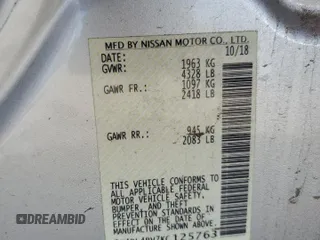 MFD BY NISSAN MOTOR CO., LTD.
DATE: 10/18
GVWR: 1963 KG
4328 LB
GAWR FR.: 1097 KG
2418 LB
GAWR RR.: 945 KG
2083 LB
THIS VEHICLE CONFORMS TO ALL
APPLICABLE FEDERAL MOTOR VEHICLE SAFETY,
BUMPER, AND THEFT PREVENTION STANDARDS
IN EFFECT ON THE DATE OF MANUFACTURE
SHOWN ABOVE.
125763